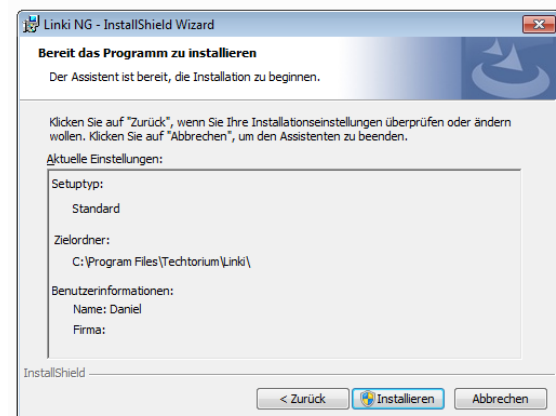 Linki NG - InstallShield Wizard
Bereit das Programm zu installieren
Der Assistent ist bereit, die Installation zu beginnen.
Klicken Sie auf "Zurück", wenn Sie Ihre Installationseinstellungen überprüfen oder ändern
wollen. Klicken Sie auf "Abbrechen", um den Assistenten zu beenden.
Aktuelle Einstellungen:
Setuptyp:
Standard
Zielordner:
C:\Program Files\Techtorium\Linki\
Benutzerinformationen:
Name: Daniel
Firma:
InstallShield
< Zurück Installieren Abbrechen